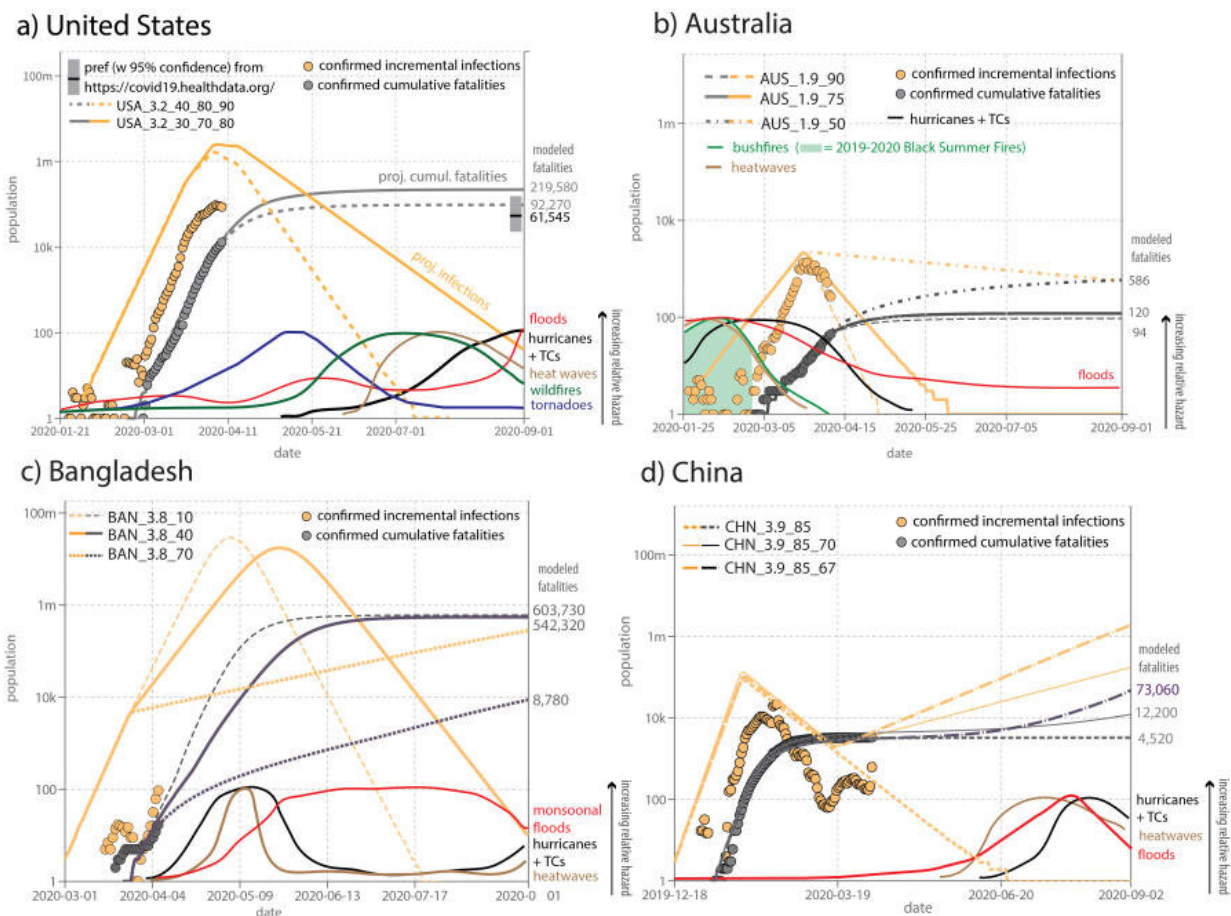 a) United States
100m
1m
10k
100
1
population
pref (w 95% confidence) from
https://covid19.healthdata.org/
USA_3.2_40_80_90
USA_3.2_30_70_80
confirmed incremental infections
confirmed cumulative fatalities
proj. cumul. fatalities
proj. infections
modeled
fatalities
219,580
92,270
61,545
floods
hurricanes
+ TCs
heat waves
wildfires
tornadoes
increasing relative hazard
2020-01-21
2020-03-01
2020-04-11
2020-05-21
2020-07-01
2020-09-01
date
b) Australia
1m
10k
100
1
population
AUS_1.9_90
AUS_1.9_75
AUS_1.9_50
confirmed incremental infections
confirmed cumulative fatalities
hurricanes + TCs
bushfires ( = 2019-2020 Black Summer Fires)
heatwaves
modeled
fatalities
586
120
94
floods
increasing relative hazard
2020-01-25
2020-03-05
2020-04-15
2020-05-25
2020-07-05
2020-09-01
date
c) Bangladesh
100m
1m
10k
100
1
population
BAN_3.8_10
BAN_3.8_40
BAN_3.8_70
confirmed incremental infections
confirmed cumulative fatalities
modeled
fatalities
603,730
542,320
8,780
monsoonal
floods
hurricanes
+ TCs
heatwaves
increasing relative hazard
2020-03-01
2020-04-04
2020-05-09
2020-06-13
2020-07-17
2020-0
01
date
d) China
100m
1m
10k
100
1
population
CHN_3.9_85
CHN_3.9_85_70
CHN_3.9_85_67
confirmed incremental infections
confirmed cumulative fatalities
modeled
fatalities
73,060
12,200
4,520
hurricanes
+ TCs
heatwaves
floods
increasing relative hazard
2019-12-18
2020-03-19
2020-06-20
2020-09-02
date